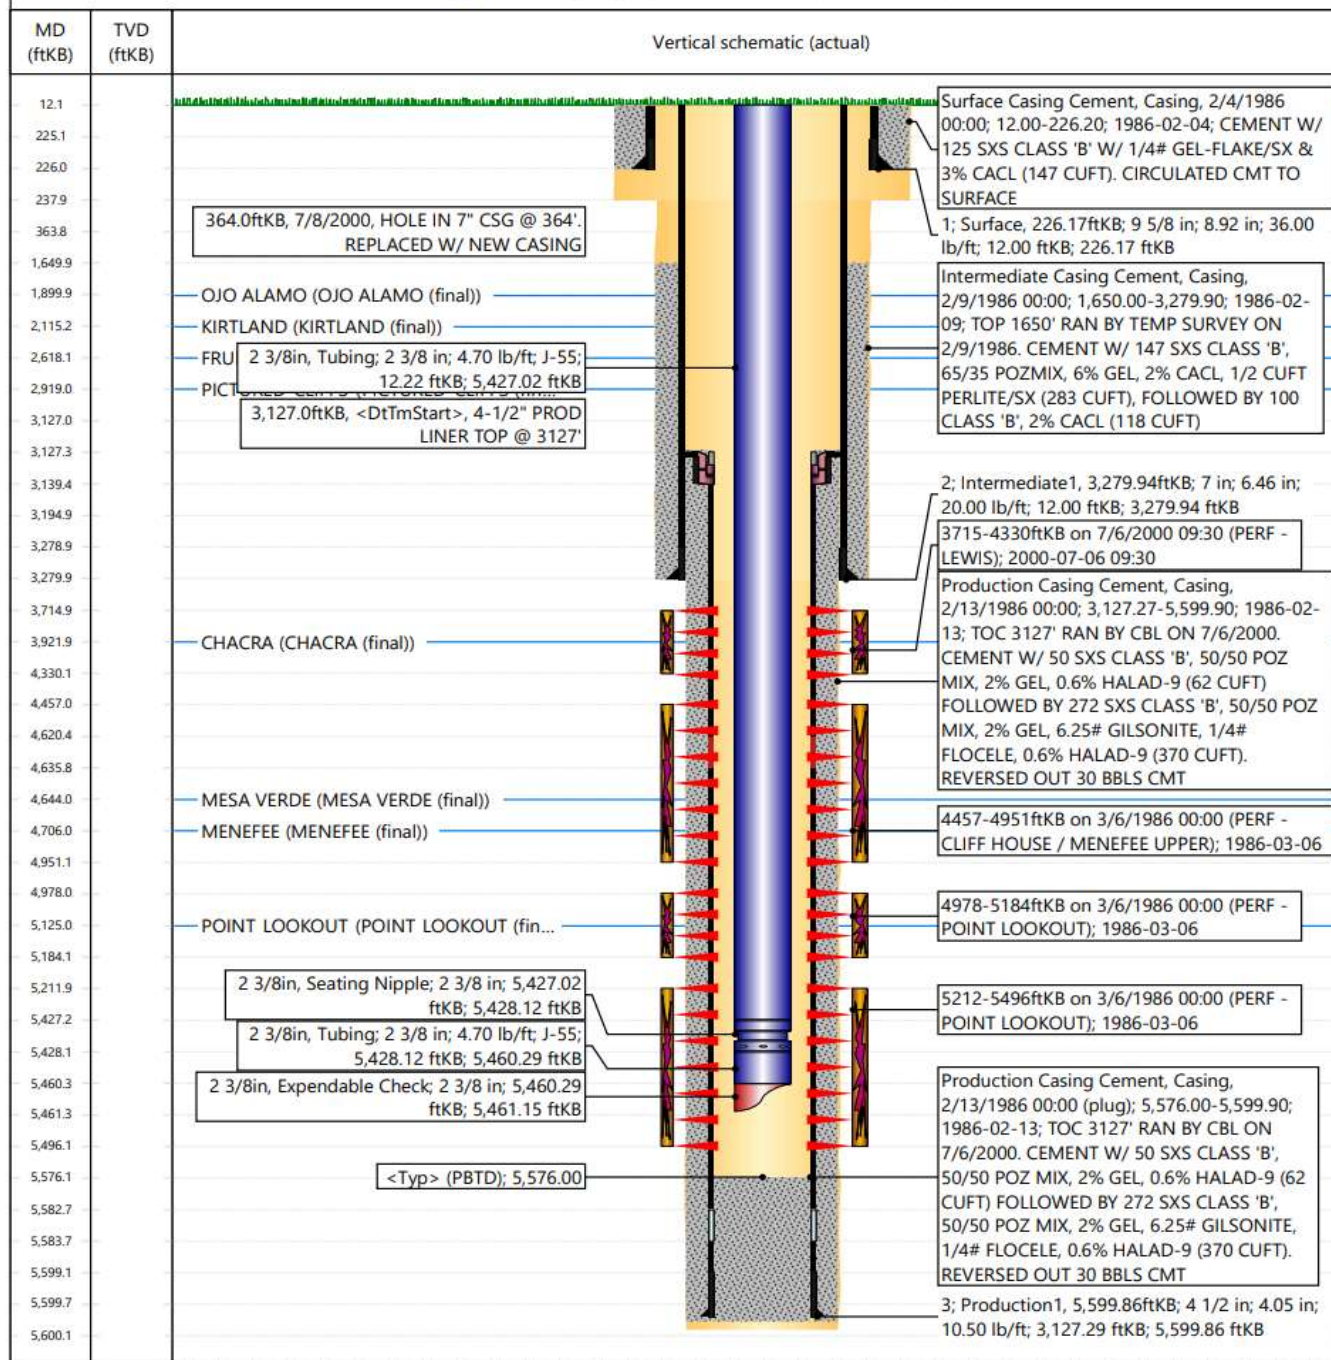 MD
(ftKB)
TVD
(ftKB)
Vertical schematic (actual)
12.1
225.1
226.0
237.9
363.8
1,649.9
1,899.9
2,115.2
2,618.1
2,919.0
3,127.0
3,127.3
3,139.4
3,194.9
3,278.9
3,279.9
3,714.9
3,921.9
4,330.1
4,457.0
4,620.4
4,635.8
4,644.0
4,706.0
4,951.1
4,978.0
5,125.0
5,184.1
5,211.9
5,427.2
5,428.1
5,460.3
5,461.3
5,496.1
5,576.1
5,582.7
5,583.7
5,599.1
5,599.7
5,600.1
364.0ftKB, 7/8/2000, HOLE IN 7" CSG @ 364'.
REPLACED W/ NEW CASING
OJO ALAMO (OJO ALAMO (final))
KIRTLAND (KIRTLAND (final))
FRU
2 3/8in, Tubing; 2 3/8 in; 4.70 lb/ft; J-55;
12.22 ftKB; 5,427.02 ftKB
PICTURED CLIFFS (PICTURED CLIFFS (fin...
3,127.0ftKB, <DtTmStart>, 4-1/2" PROD
LINER TOP @ 3127'
CHACRA (CHACRA (final))
MESA VERDE (MESA VERDE (final))
MENEFEE (MENEFEE (final))
POINT LOOKOUT (POINT LOOKOUT (fin...
2 3/8in, Seating Nipple; 2 3/8 in; 5,427.02
ftKB; 5,428.12 ftKB
2 3/8in, Tubing; 2 3/8 in; 4.70 lb/ft; J-55;
5,428.12 ftKB; 5,460.29 ftKB
2 3/8in, Expendable Check; 2 3/8 in; 5,460.29
ftKB; 5,461.15 ftKB
<Typ> (PBTD); 5,576.00
Surface Casing Cement, Casing, 2/4/1986
00:00; 12.00-226.20; 1986-02-04; CEMENT W/
125 SXS CLASS 'B' W/ 1/4# GEL-FLAKE/SX &
3% CACL (147 CUFT). CIRCULATED CMT TO
SURFACE
1; Surface, 226.17ftKB; 9 5/8 in; 8.92 in; 36.00
lb/ft; 12.00 ftKB; 226.17 ftKB
Intermediate Casing Cement, Casing,
2/9/1986 00:00; 1,650.00-3,279.90; 1986-02-
09; TOP 1650' RAN BY TEMP SURVEY ON
2/9/1986. CEMENT W/ 147 SXS CLASS 'B',
65/35 POZMIX, 6% GEL, 2% CACL, 1/2 CUFT
PERLITE/SX (283 CUFT), FOLLOWED BY 100
CLASS 'B', 2% CACL (118 CUFT)
2; Intermediate1, 3,279.94ftKB; 7 in; 6.46 in;
20.00 lb/ft; 12.00 ftKB; 3,279.94 ftKB
3715-4330ftKB on 7/6/2000 09:30 (PERF -
LEWIS); 2000-07-06 09:30
Production Casing Cement, Casing,
2/13/1986 00:00; 3,127.27-5,599.90; 1986-02-
13; TOC 3127' RAN BY CBL ON 7/6/2000.
CEMENT W/ 50 SXS CLASS 'B', 50/50 POZ
MIX, 2% GEL, 0.6% HALAD-9 (62 CUFT)
FOLLOWED BY 272 SXS CLASS 'B', 50/50 POZ
MIX, 2% GEL, 6.25# GILSONITE, 1/4#
FLOCELE, 0.6% HALAD-9 (370 CUFT).
REVERSED OUT 30 BBLS CMT
4457-4951ftKB on 3/6/1986 00:00 (PERF -
CLIFF HOUSE / MENEFEE UPPER); 1986-03-06
4978-5184ftKB on 3/6/1986 00:00 (PERF -
POINT LOOKOUT); 1986-03-06
5212-5496ftKB on 3/6/1986 00:00 (PERF -
POINT LOOKOUT); 1986-03-06
Production Casing Cement, Casing,
2/13/1986 00:00 (plug); 5,576.00-5,599.90;
1986-02-13; TOC 3127' RAN BY CBL ON
7/6/2000. CEMENT W/ 50 SXS CLASS 'B',
50/50 POZ MIX, 2% GEL, 0.6% HALAD-9 (62
CUFT) FOLLOWED BY 272 SXS CLASS 'B',
50/50 POZ MIX, 2% GEL, 6.25# GILSONITE,
1/4# FLOCELE, 0.6% HALAD-9 (370 CUFT).
REVERSED OUT 30 BBLS CMT
3; Production1, 5,599.86ftKB; 4 1/2 in; 4.05 in;
10.50 lb/ft; 3,127.29 ftKB; 5,599.86 ftKB